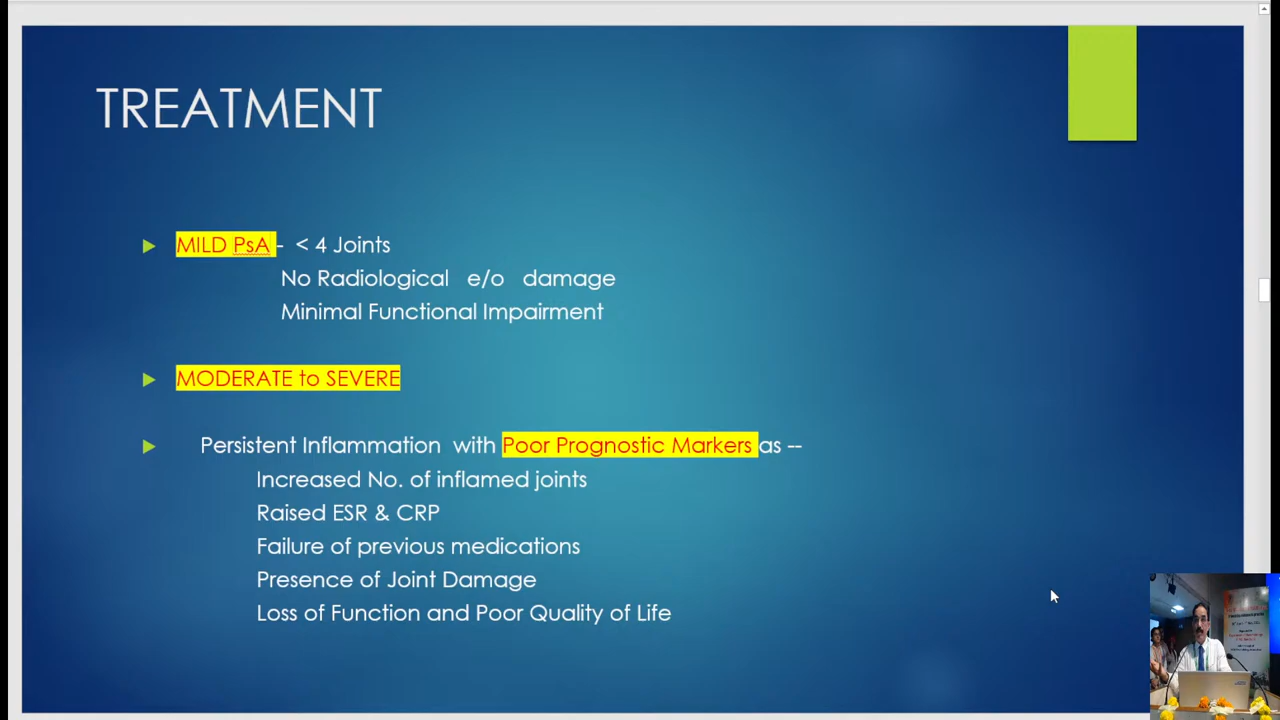 TREATMENT
MILD PsA - < 4 Joints
No Radiological e/o damage
Minimal Functional Impairment
MODERATE to SEVERE
Persistent Inflammation with Poor Prognostic Markers as --
Increased No. of inflamed joints
Raised ESR & CRP
Failure of previous medications
Presence of Joint Damage
Loss of Function and Poor Quality of Life